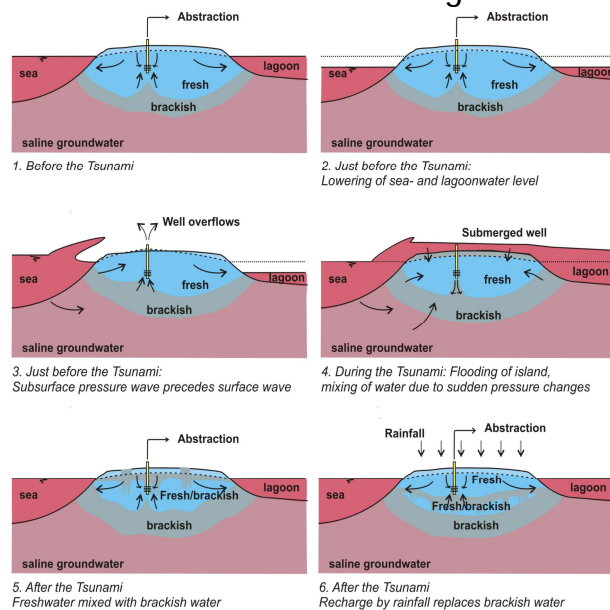 Abstraction
sea
fresh
lagoon
brackish
saline groundwater
1. Before the Tsunami
Abstraction
sea
fresh
lagoon
brackish
saline groundwater
2. Just before the Tsunami:
Lowering of sea- and lagoonwater level
Well overflows
sea
fresh
lagoon
brackish
saline groundwater
3. Just before the Tsunami:
Subsurface pressure wave precedes surface wave
Submerged well
sea
fresh
lagoon
brackish
saline groundwater
4. During the Tsunami: Flooding of island,
mixing of water due to sudden pressure changes
Abstraction
sea
Fresh/brackish
lagoon
brackish
saline groundwater
5. After the Tsunami
Freshwater mixed with brackish water
Rainfall
Abstraction
sea
Fresh
lagoon
Fresh/brackish
brackish
saline groundwater
6. After the Tsunami
Recharge by rainfall replaces brackish water